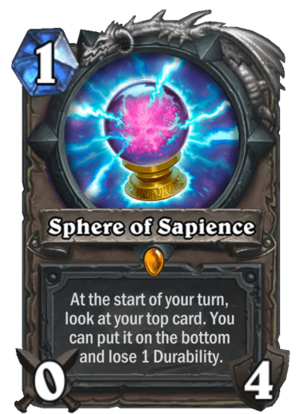 1
Sphere of Sapience
At the start of your turn,
look at your top card. You
can put it on the bottom
and lose 1 Durability.
0
4